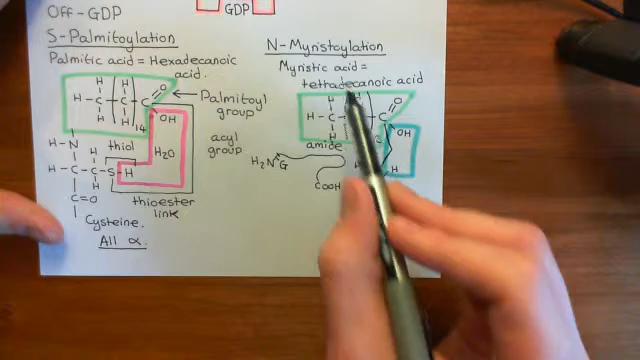 Off-GDP
GDP
S-Palmitoylation
Palmitic acid = Hexadecanoic
acid.
H H
H-C-C-C O
H H OH
14
Palmitoyl
group
acyl
group
thiol
H-N H
H-C-C-S-H
H
H2O
C=O
thioester
link
Cysteine.
All α.
N-Myristoylation
Myristic acid =
tetradecanoic acid
H
H-C C O
H OH
amide
H2N G
COOH
H